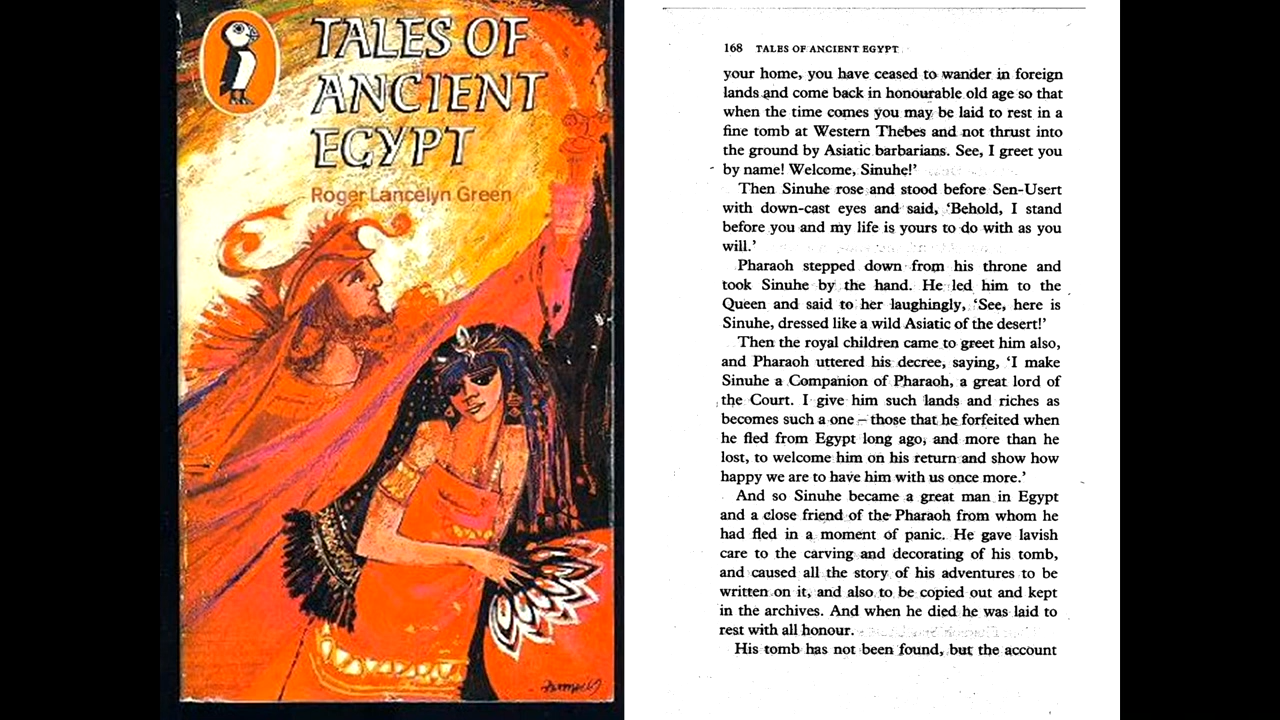 TALES OF
ANCIENT
EGYPT
Roger Lancelyn Green
168 TALES OF ANCIENT EGYPT
your home, you have ceased to wander in foreign
lands and come back in honourable old age so that
when the time comes you may be laid to rest in a
fine tomb at Western Thebes and not thrust into
the ground by Asiatic barbarians. See, I greet you
by name! Welcome, Sinuhe!’
Then Sinuhe rose and stood before Sen-Usert
with down-cast eyes and said, ‘Behold, I stand
before you and my life is yours to do with as you
will.’
Pharaoh stepped down from his throne and
took Sinuhe by the hand. He led him to the
Queen and said to her laughingly, ‘See, here is
Sinuhe, dressed like a wild Asiatic of the desert!’
Then the royal children came to greet him also,
and Pharaoh uttered his decree, saying, ‘I make
Sinuhe a Companion of Pharaoh, a great lord of
the Court. I give him such lands and riches as
becomes such a one – those that he forfeited when
he fled from Egypt long ago, and more than he
lost, to welcome him on his return and show how
happy we are to have him with us once more.’
And so Sinuhe became a great man in Egypt
and a close friend of the Pharaoh from whom he
had fled in a moment of panic. He gave lavish
care to the carving and decorating of his tomb,
and caused all the story of his adventures to be
written on it, and also to be copied out and kept
in the archives. And when he died he was laid to
rest with all honour.
His tomb has not been found, but the account